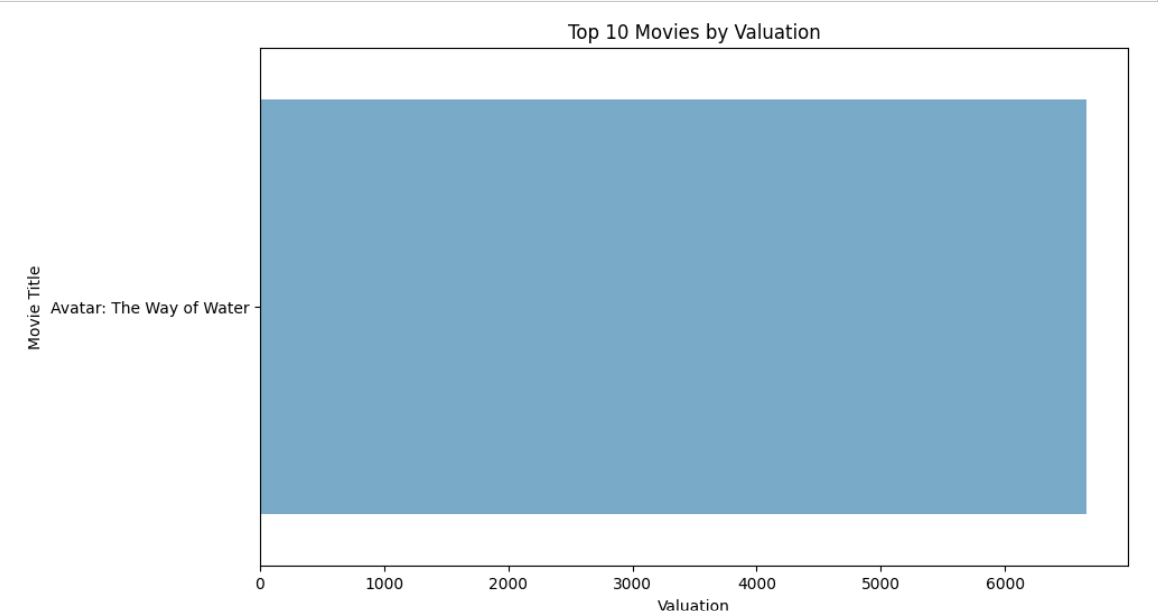 Top 10 Movies by Valuation
Movie Title
Avatar: The Way of Water
0 1000 2000 3000 4000 5000 6000
Valuation